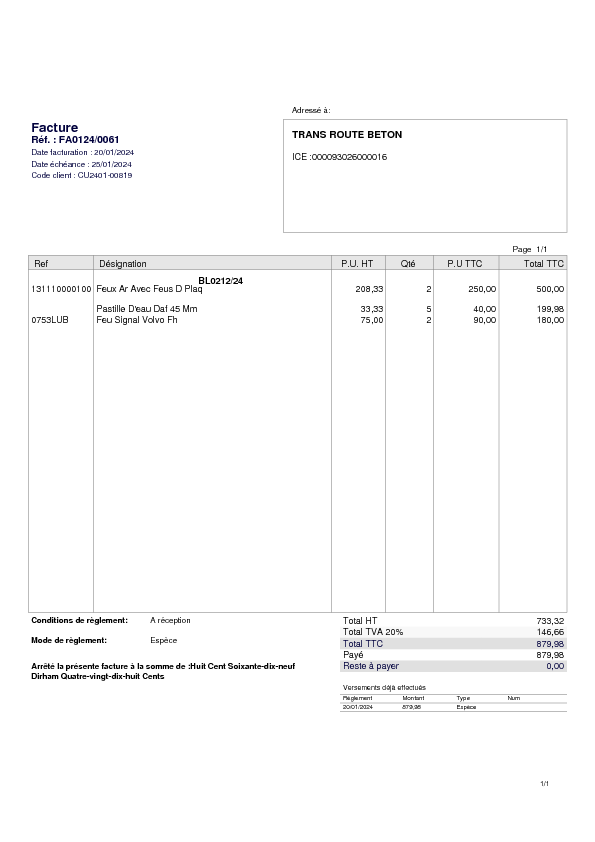 Adressé à:
Facture
Réf. : FA0124/0061
Date facturation : 20/01/2024
Date échéance : 25/01/2024
Code client : CU2401-00819
TRANS ROUTE BETON
ICE :000093026000016
Page 1/1
Ref Désignation P.U. HT Qté P.U TTC Total TTC
BL0212/24
131110000100 Feux Ar Avec Feus D Plaq 208,33 2 250,00 500,00
Pastille D'eau Daf 45 Mm 33,33 5 40,00 199,98
0753LUB Feu Signal Volvo Fh 75,00 2 90,00 180,00
Conditions de règlement: A réception
Mode de règlement: Espèce
Arrêté la présente facture à la somme de :Huit Cent Soixante-dix-neuf
Dirham Quatre-vingt-dix-huit Cents
Total HT 733,32
Total TVA 20% 146,66
Total TTC 879,98
Payé 879,98
Reste à payer 0,00
Versements déjà effectués
Règlement Montant Type Num
20/01/2024 879,98 Espèce
1/1